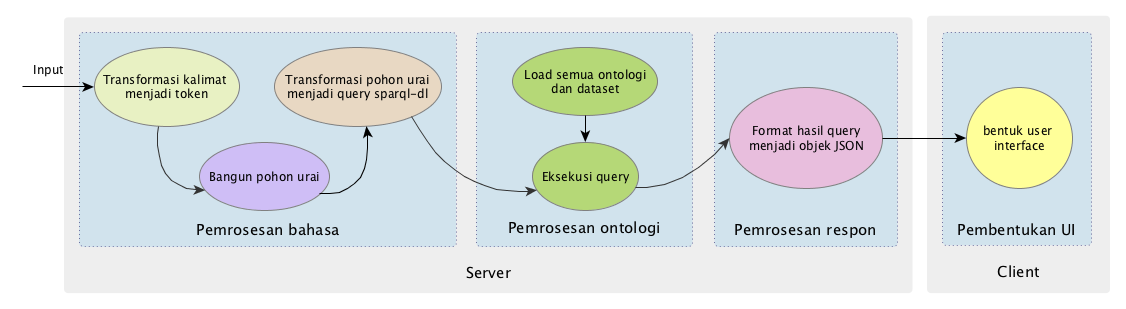 Input
Transformasi kalimat
menjadi token
Bangun pohon urai
Transformasi pohon urai
menjadi query sparql-dl
Pemrosesan bahasa
Load semua ontologi
dan dataset
Eksekusi query
Pemrosesan ontologi
Format hasil query
menjadi objek JSON
Pemrosesan respon
Server
bentuk user
interface
Pembentukan UI
Client